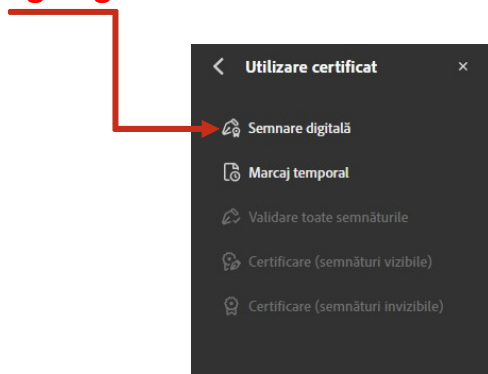 Utilizare certificat
Semnare digitală
Marcaj temporal
Validare toate semnăturile
Certificare (semnături vizibile)
Certificare (semnături invizibile)